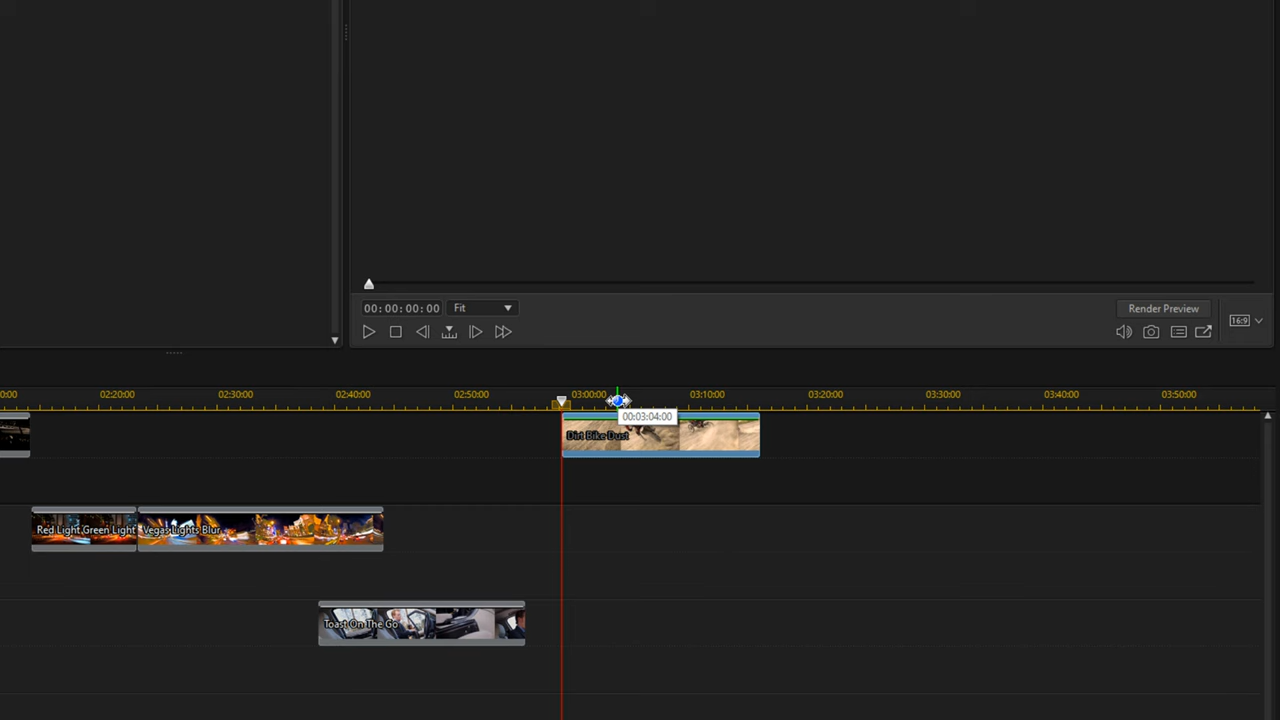 00:00:00:00 Fit Render Preview 16:9
0:00 02:20:00 02:30:00 02:40:00 02:50:00 03:00:00 03:10:00 03:20:00 03:30:00 03:40:00 03:50:00
00:03:04:00
Dirt Bike Dust
Red Light Green Light Vegas Lights Blur
Toast On The Go